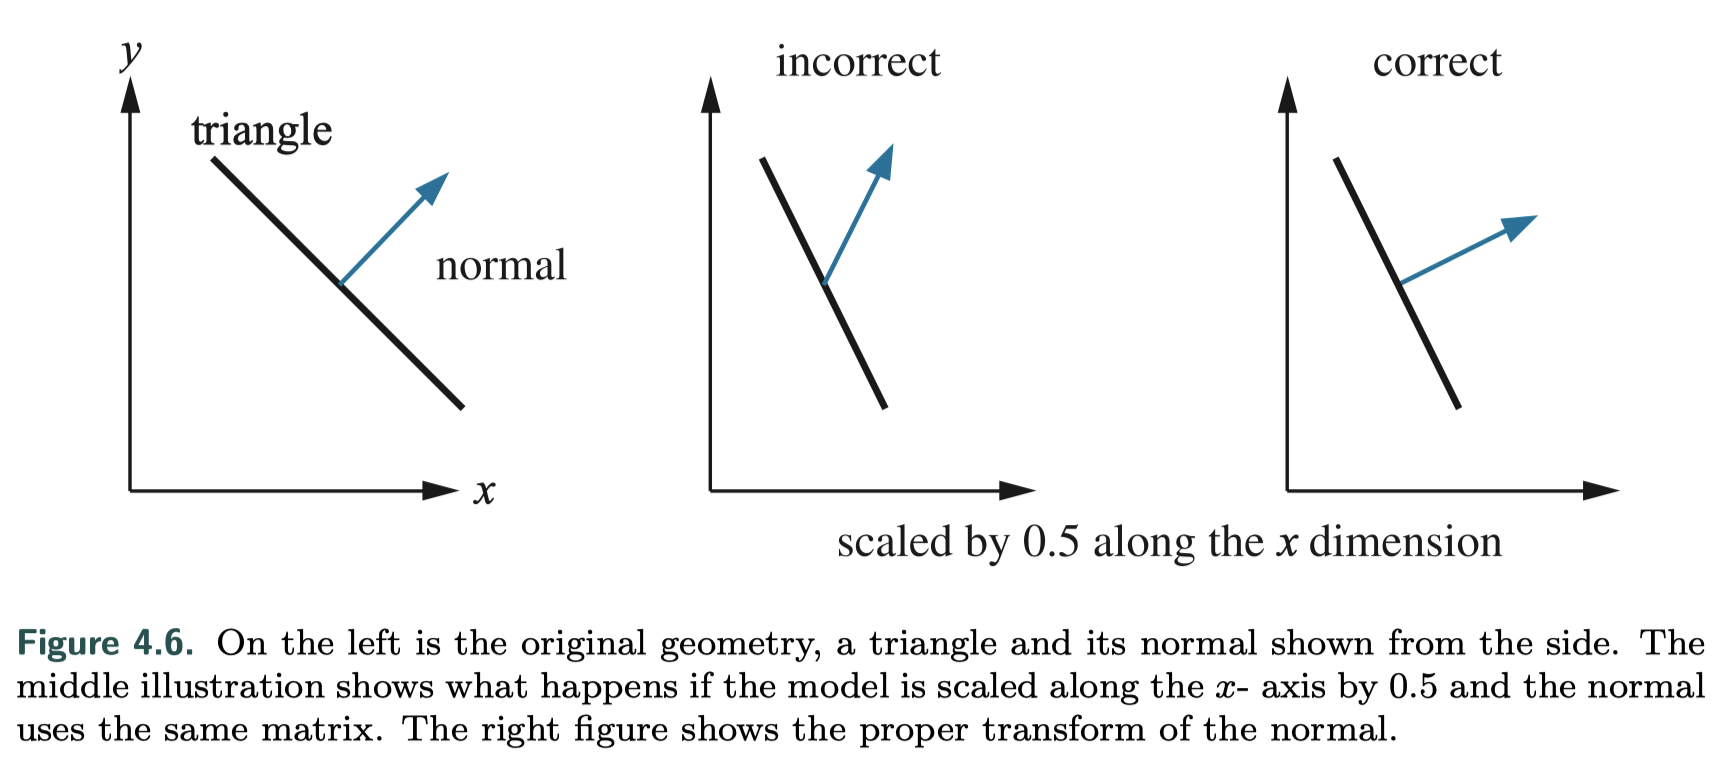 y
triangle
normal
x
incorrect
correct
scaled by 0.5 along the x dimension
Figure 4.6. On the left is the original geometry, a triangle and its normal shown from the side. The
middle illustration shows what happens if the model is scaled along the x- axis by 0.5 and the normal
uses the same matrix. The right figure shows the proper transform of the normal.